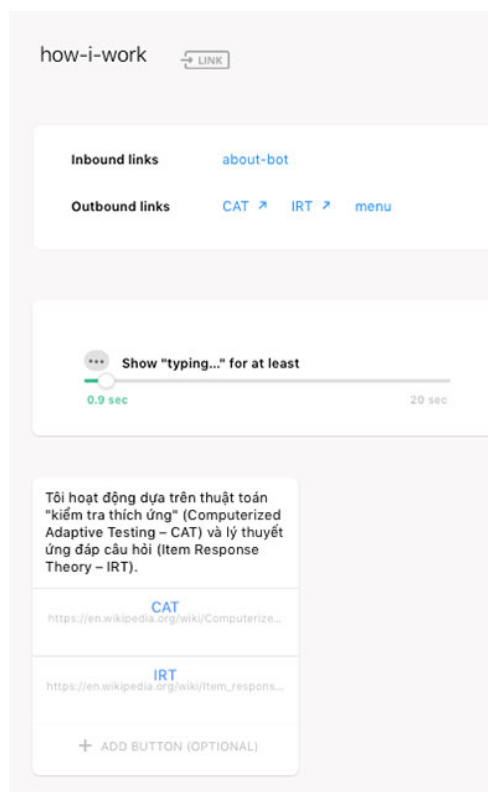 how-i-work LINK
Inbound links about-bot
Outbound links CAT ↗ IRT ↗ menu
Show "typing..." for at least
0.9 sec 20 sec
Tôi hoạt động dựa trên thuật toán
"kiểm tra thích ứng" (Computerized
Adaptive Testing – CAT) và lý thuyết
ứng đáp câu hỏi (Item Response
Theory – IRT).
CAT
https://en.wikipedia.org/wiki/Computerize...
IRT
https://en.wikipedia.org/wiki/Item_respons...
+ ADD BUTTON (OPTIONAL)